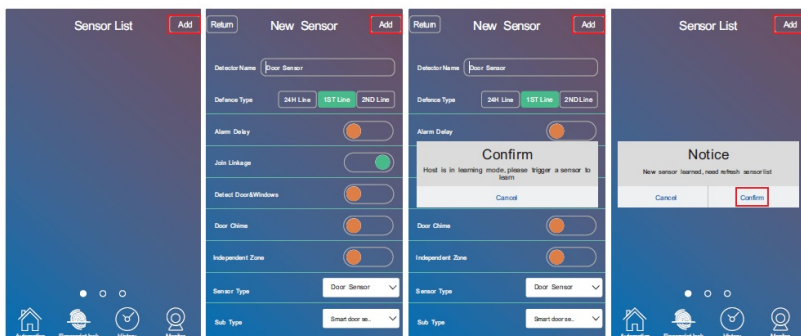 Sensor List
Add
Return
New Sensor
Add
Detector Name
Door Sensor
Defence Type
24H Line
1ST Line
2ND Line
Alarm Delay
Join Linkage
Detect Door&Windows
Door Chime
Independent Zone
Sensor Type
Door Sensor
Sub Type
Smart door se..
Return
New Sensor
Add
Detector Name
Door Sensor
Defence Type
24H Line
1ST Line
2ND Line
Alarm Delay
Confirm
Host is in learning mode, please trigger a sensor to
learn
Cancel
Door Chime
Independent Zone
Sensor Type
Door Sensor
Sub Type
Smart door se..
Sensor List
Add
Notice
New sensor learned, need refresh sensor list
Cancel
Confirm